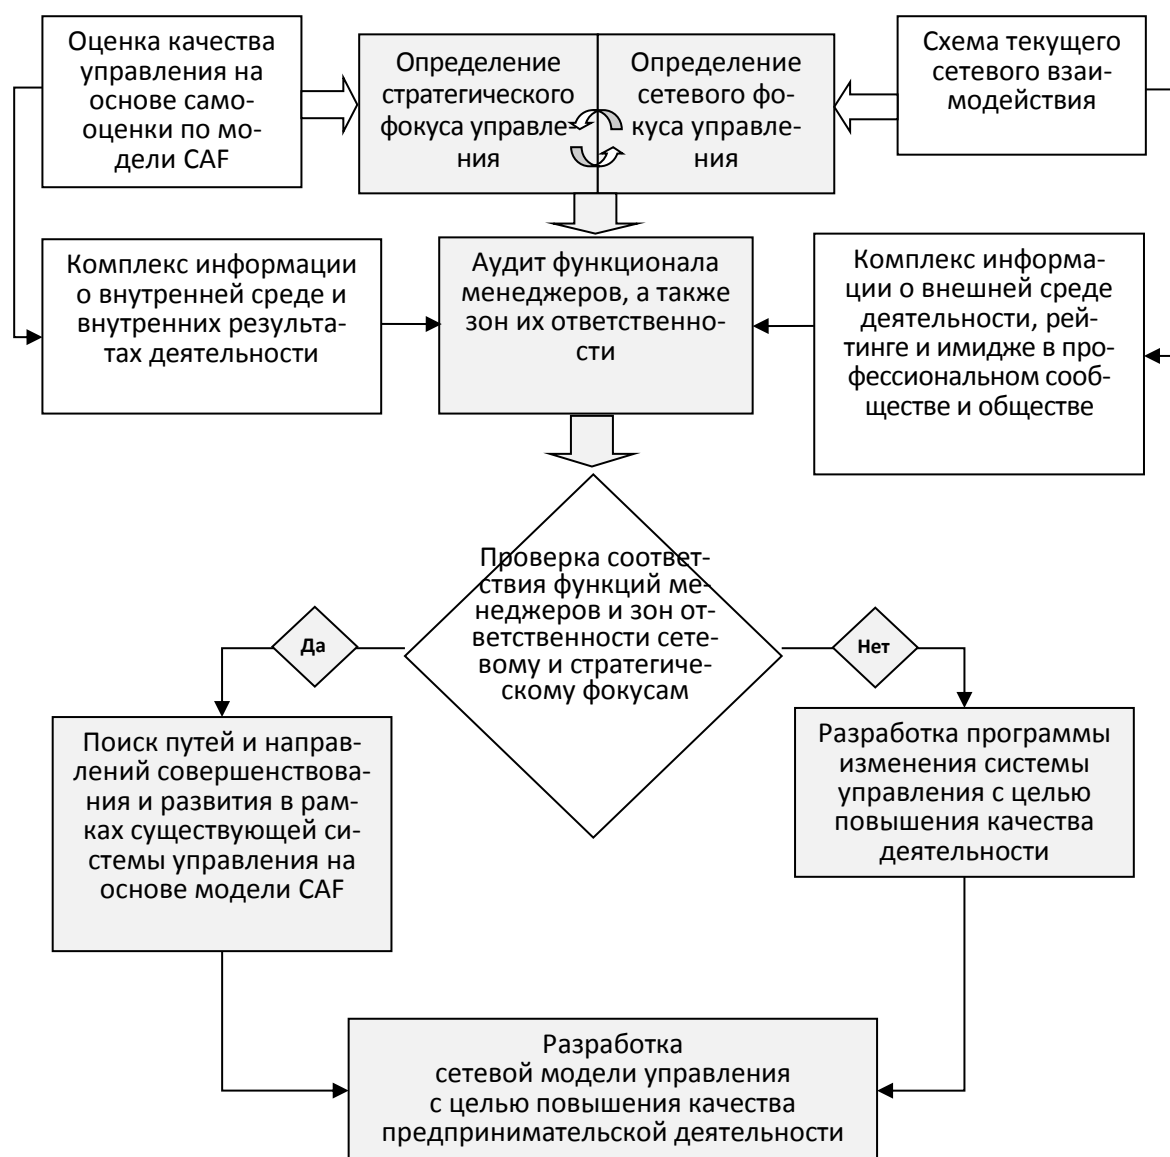 Оценка качества
управления на
основе само-
оценки по мо-
дели CAF
Определение
стратегического
фокуса управле-
ния
Определение
сетевого фо-
куса управле-
ния
Схема текущего
сетевого взаи-
модействия
Комплекс информации
о внутренней среде и
внутренних результа-
тах деятельности
Аудит функционала
менеджеров, а также
зон их ответственно-
сти
Комплекс информа-
ции о внешней среде
деятельности, рей-
тинге и имидже в про-
фессиональном сооб-
ществе и обществе
Проверка соответ-
ствия функций ме-
неджеров и зон от-
ветственности сете-
вому и стратегиче-
скому фокусам
Да
Нет
Поиск путей и направ-
лений совершенствова-
ния и развития в рам-
ках существующей си-
стемы управления на
основе модели CAF
Разработка программы
изменения системы
управления с целью
повышения качества
деятельности
Разработка
сетевой модели управления
с целью повышения качества
предпринимательской деятельности